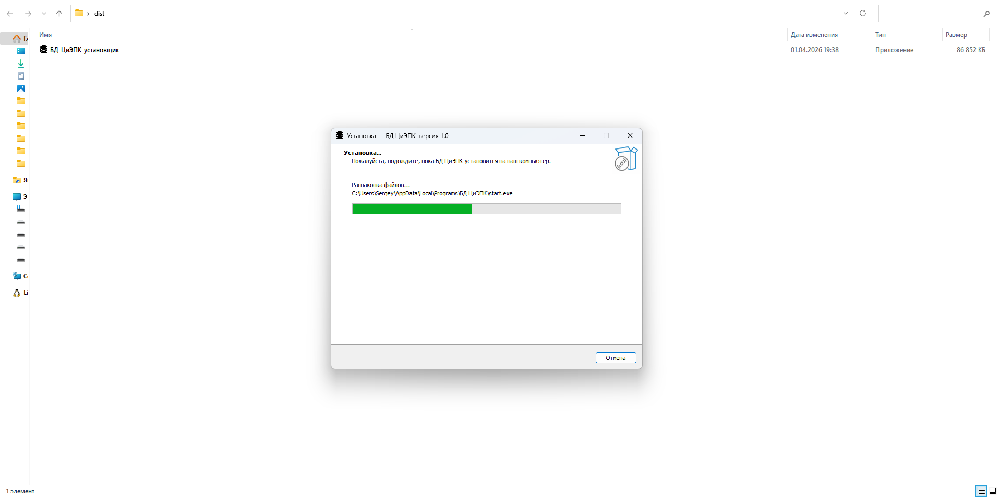 dist
Имя
Дата изменения
Тип
Размер
БД_ЦиЭПК_установщик
01.04.2026 19:38
Приложение
86 852 КБ
Установка — БД ЦиЭПК, версия 1.0
Установка...
Пожалуйста, подождите, пока БД ЦиЭПК установится на ваш компьютер.
Распаковка файлов...
C:\Users\Sergey\AppData\Local\Programs\БД ЦиЭПК\start.exe
Отмена
Li
1 элемент